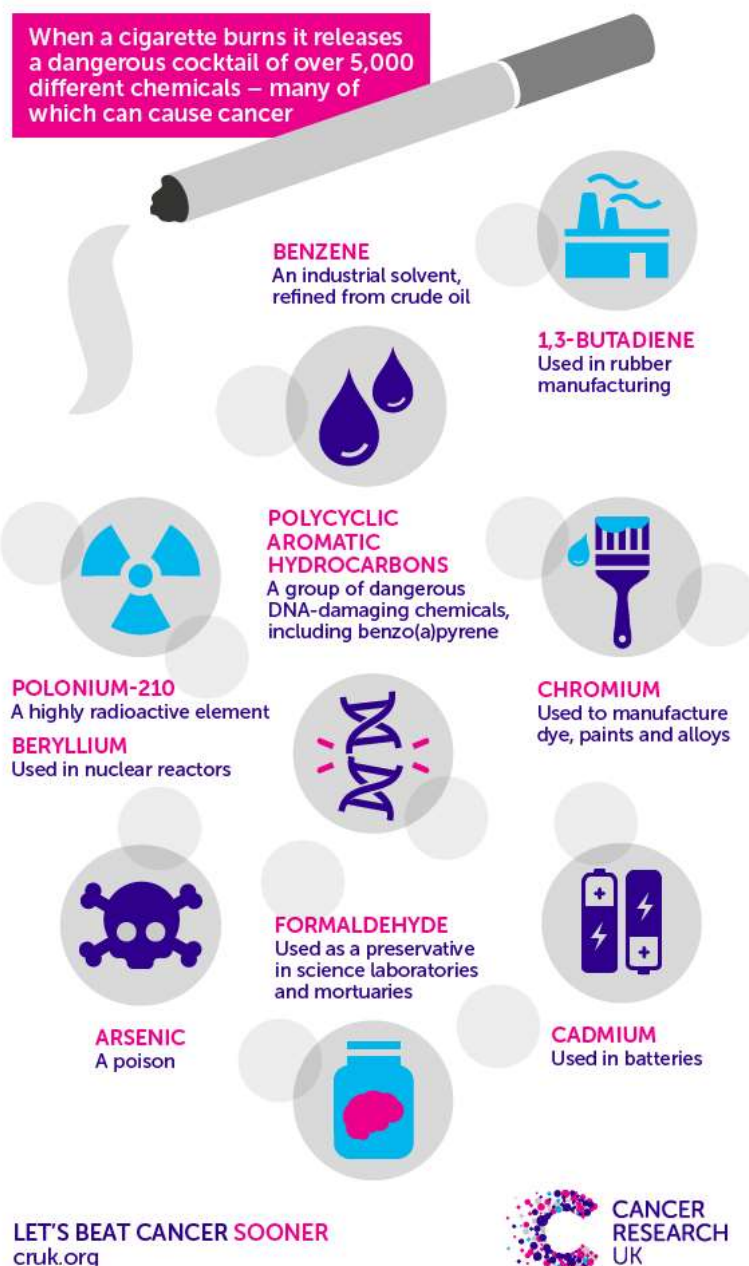 When a cigarette burns it releases
a dangerous cocktail of over 5,000
different chemicals – many of
which can cause cancer
BENZENE
An industrial solvent,
refined from crude oil
1,3-BUTADIENE
Used in rubber
manufacturing
POLYCYCLIC
AROMATIC
HYDROCARBONS
A group of dangerous
DNA-damaging chemicals,
including benzo(a)pyrene
POLONIUM-210
A highly radioactive element
BERYLLIUM
Used in nuclear reactors
CHROMIUM
Used to manufacture
dye, paints and alloys
ARSENIC
A poison
FORMALDEHYDE
Used as a preservative
in science laboratories
and mortuaries
CADMIUM
Used in batteries
LET'S BEAT CANCER SOONER
cruk.org
CANCER
RESEARCH
UK